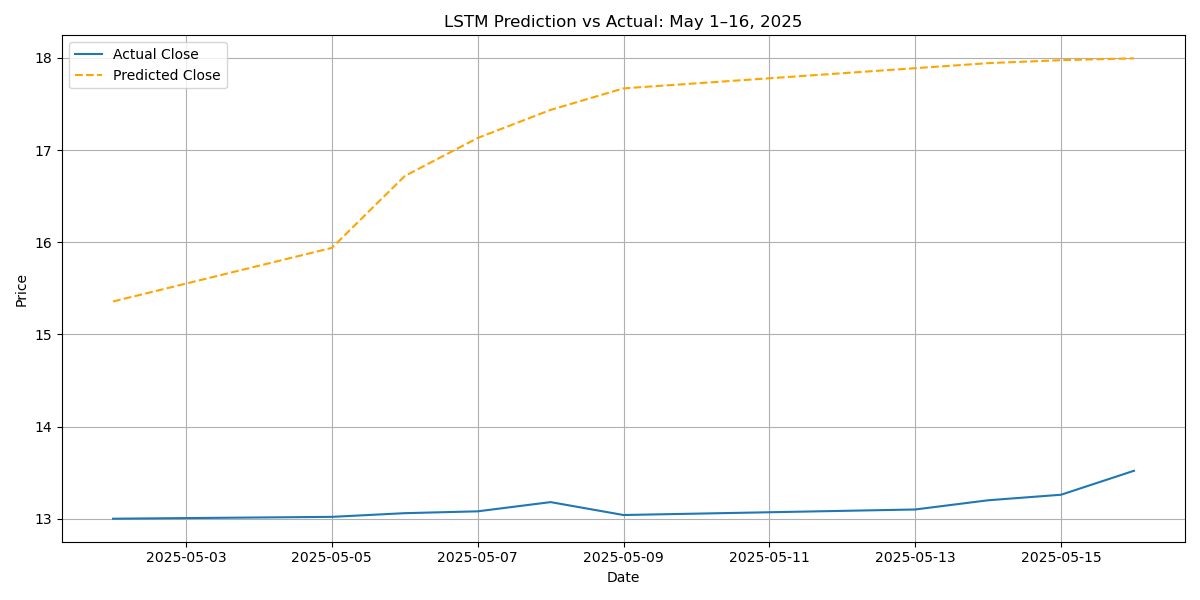 LSTM Prediction vs Actual: May 1–16, 2025
Actual Close
Predicted Close
18
17
16
15
14
13
Price
2025-05-03 2025-05-05 2025-05-07 2025-05-09 2025-05-11 2025-05-13 2025-05-15
Date